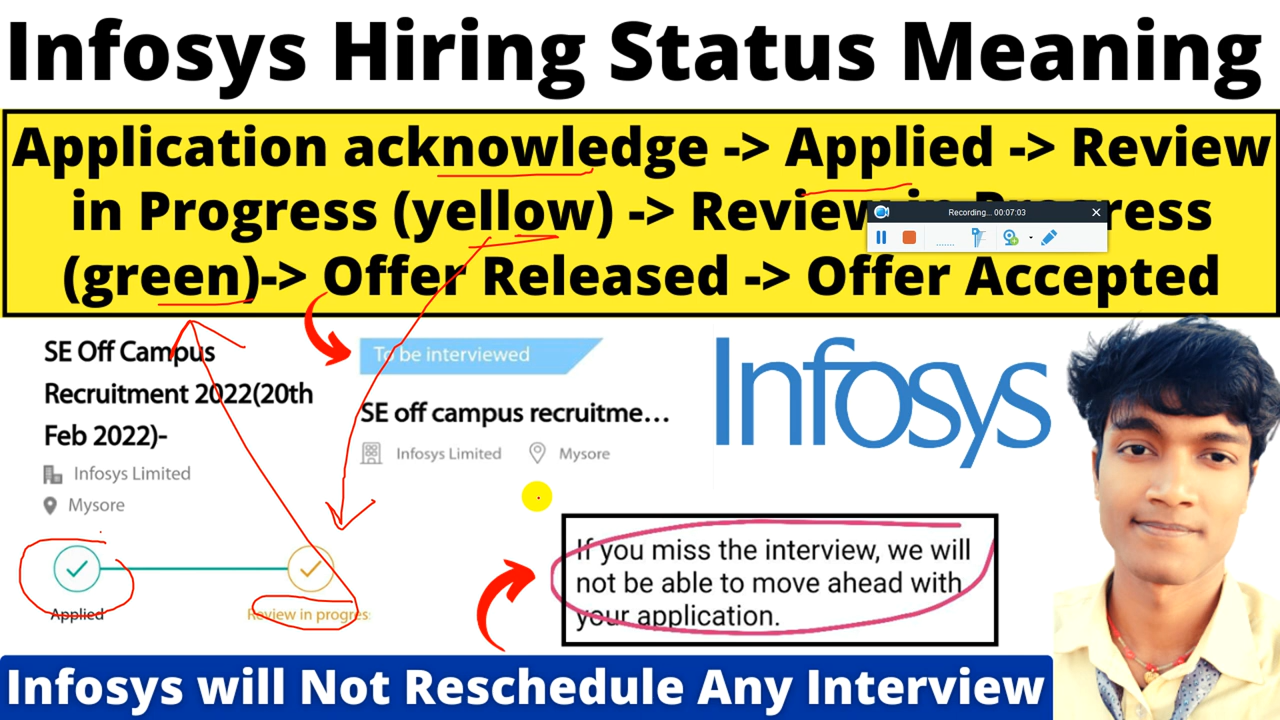 Infosys Hiring Status Meaning
Application acknowledge -> Applied -> Review
in Progress (yellow) -> Review in Progress
(green)-> Offer Released -> Offer Accepted
Recording... 00:07:03
SE Off Campus
Recruitment 2022(20th
Feb 2022)-
Infosys Limited
Mysore
Applied
Review in progres
To be interviewed
SE off campus recruitme...
Infosys Limited Mysore
Infosys
If you miss the interview, we will
not be able to move ahead with
your application.
Infosys will Not Reschedule Any Interview